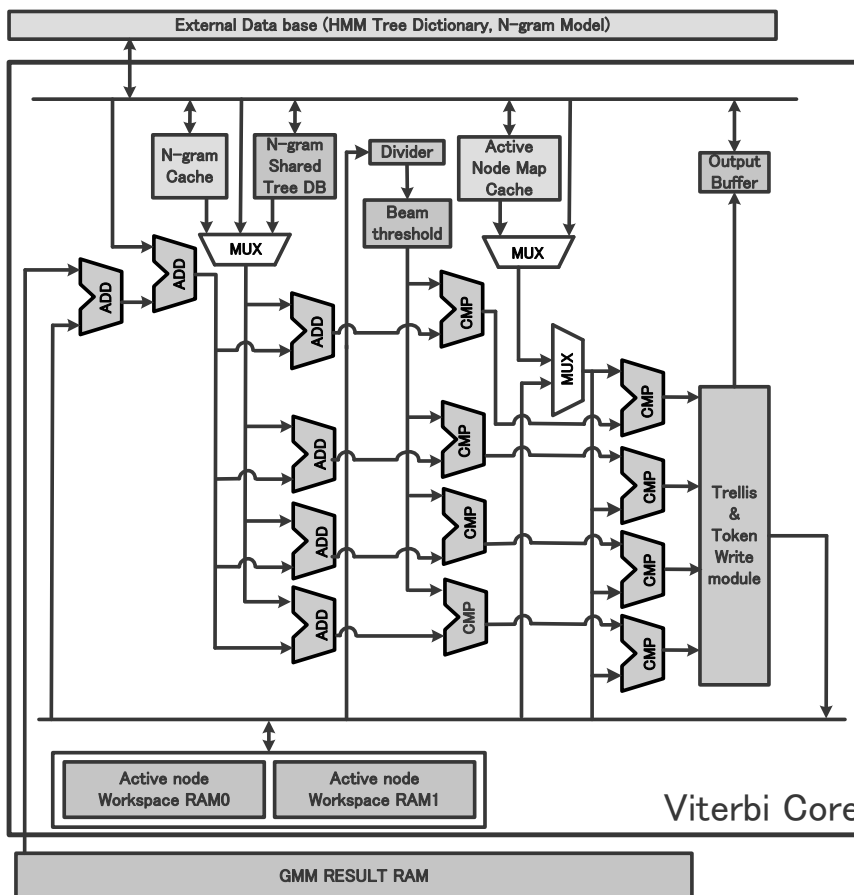 External Data base (HMM Tree Dictionary, N-gram Model)
N-gram
Cache
N-gram
Shared
Tree DB
Divider
Active
Node Map
Cache
Output
Buffer
Beam
threshold
MUX
MUX
ADD
ADD
ADD
CMP
MUX
CMP
ADD
CMP
CMP
ADD
CMP
CMP
ADD
CMP
CMP
Trellis
&
Token
Write
module
Active node
Workspace RAM0
Active node
Workspace RAM1
Viterbi Core
GMM RESULT RAM